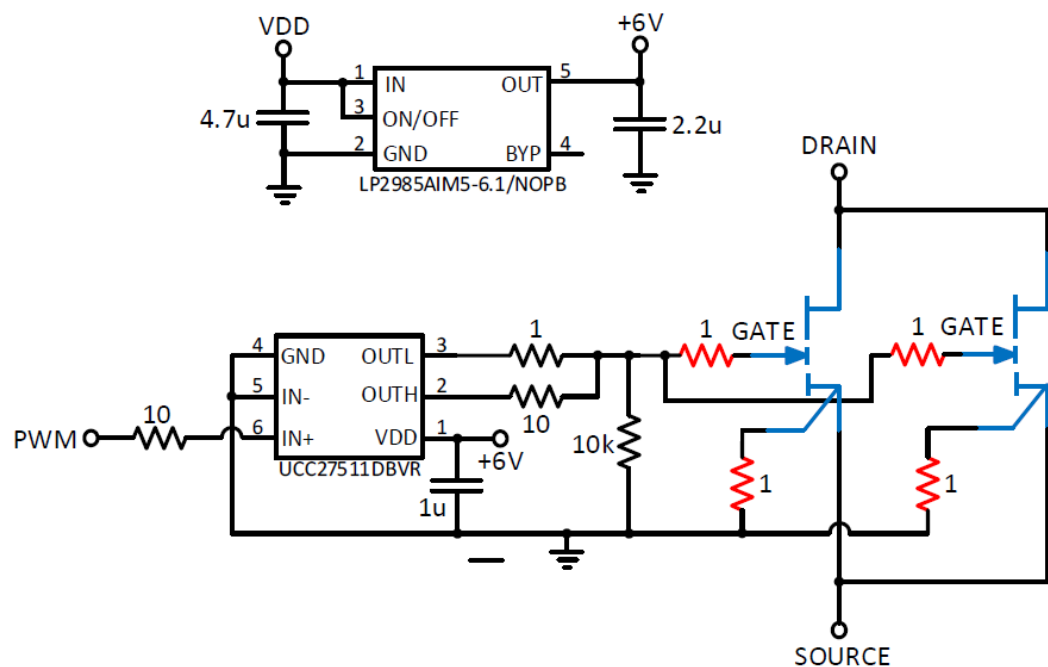 VDD
+6V
1
IN
OUT
5
3
ON/OFF
4.7u
2
GND
BYP
4
2.2u
LP2985AIM5-6.1/NOPB
DRAIN
4
GND
OUTL
3
1
1
GATE
1
GATE
5
IN-
OUTH
2
10
10
PWM
6
IN+
VDD
1
+6V
10k
UCC27511DBVR
1u
1
1
SOURCE